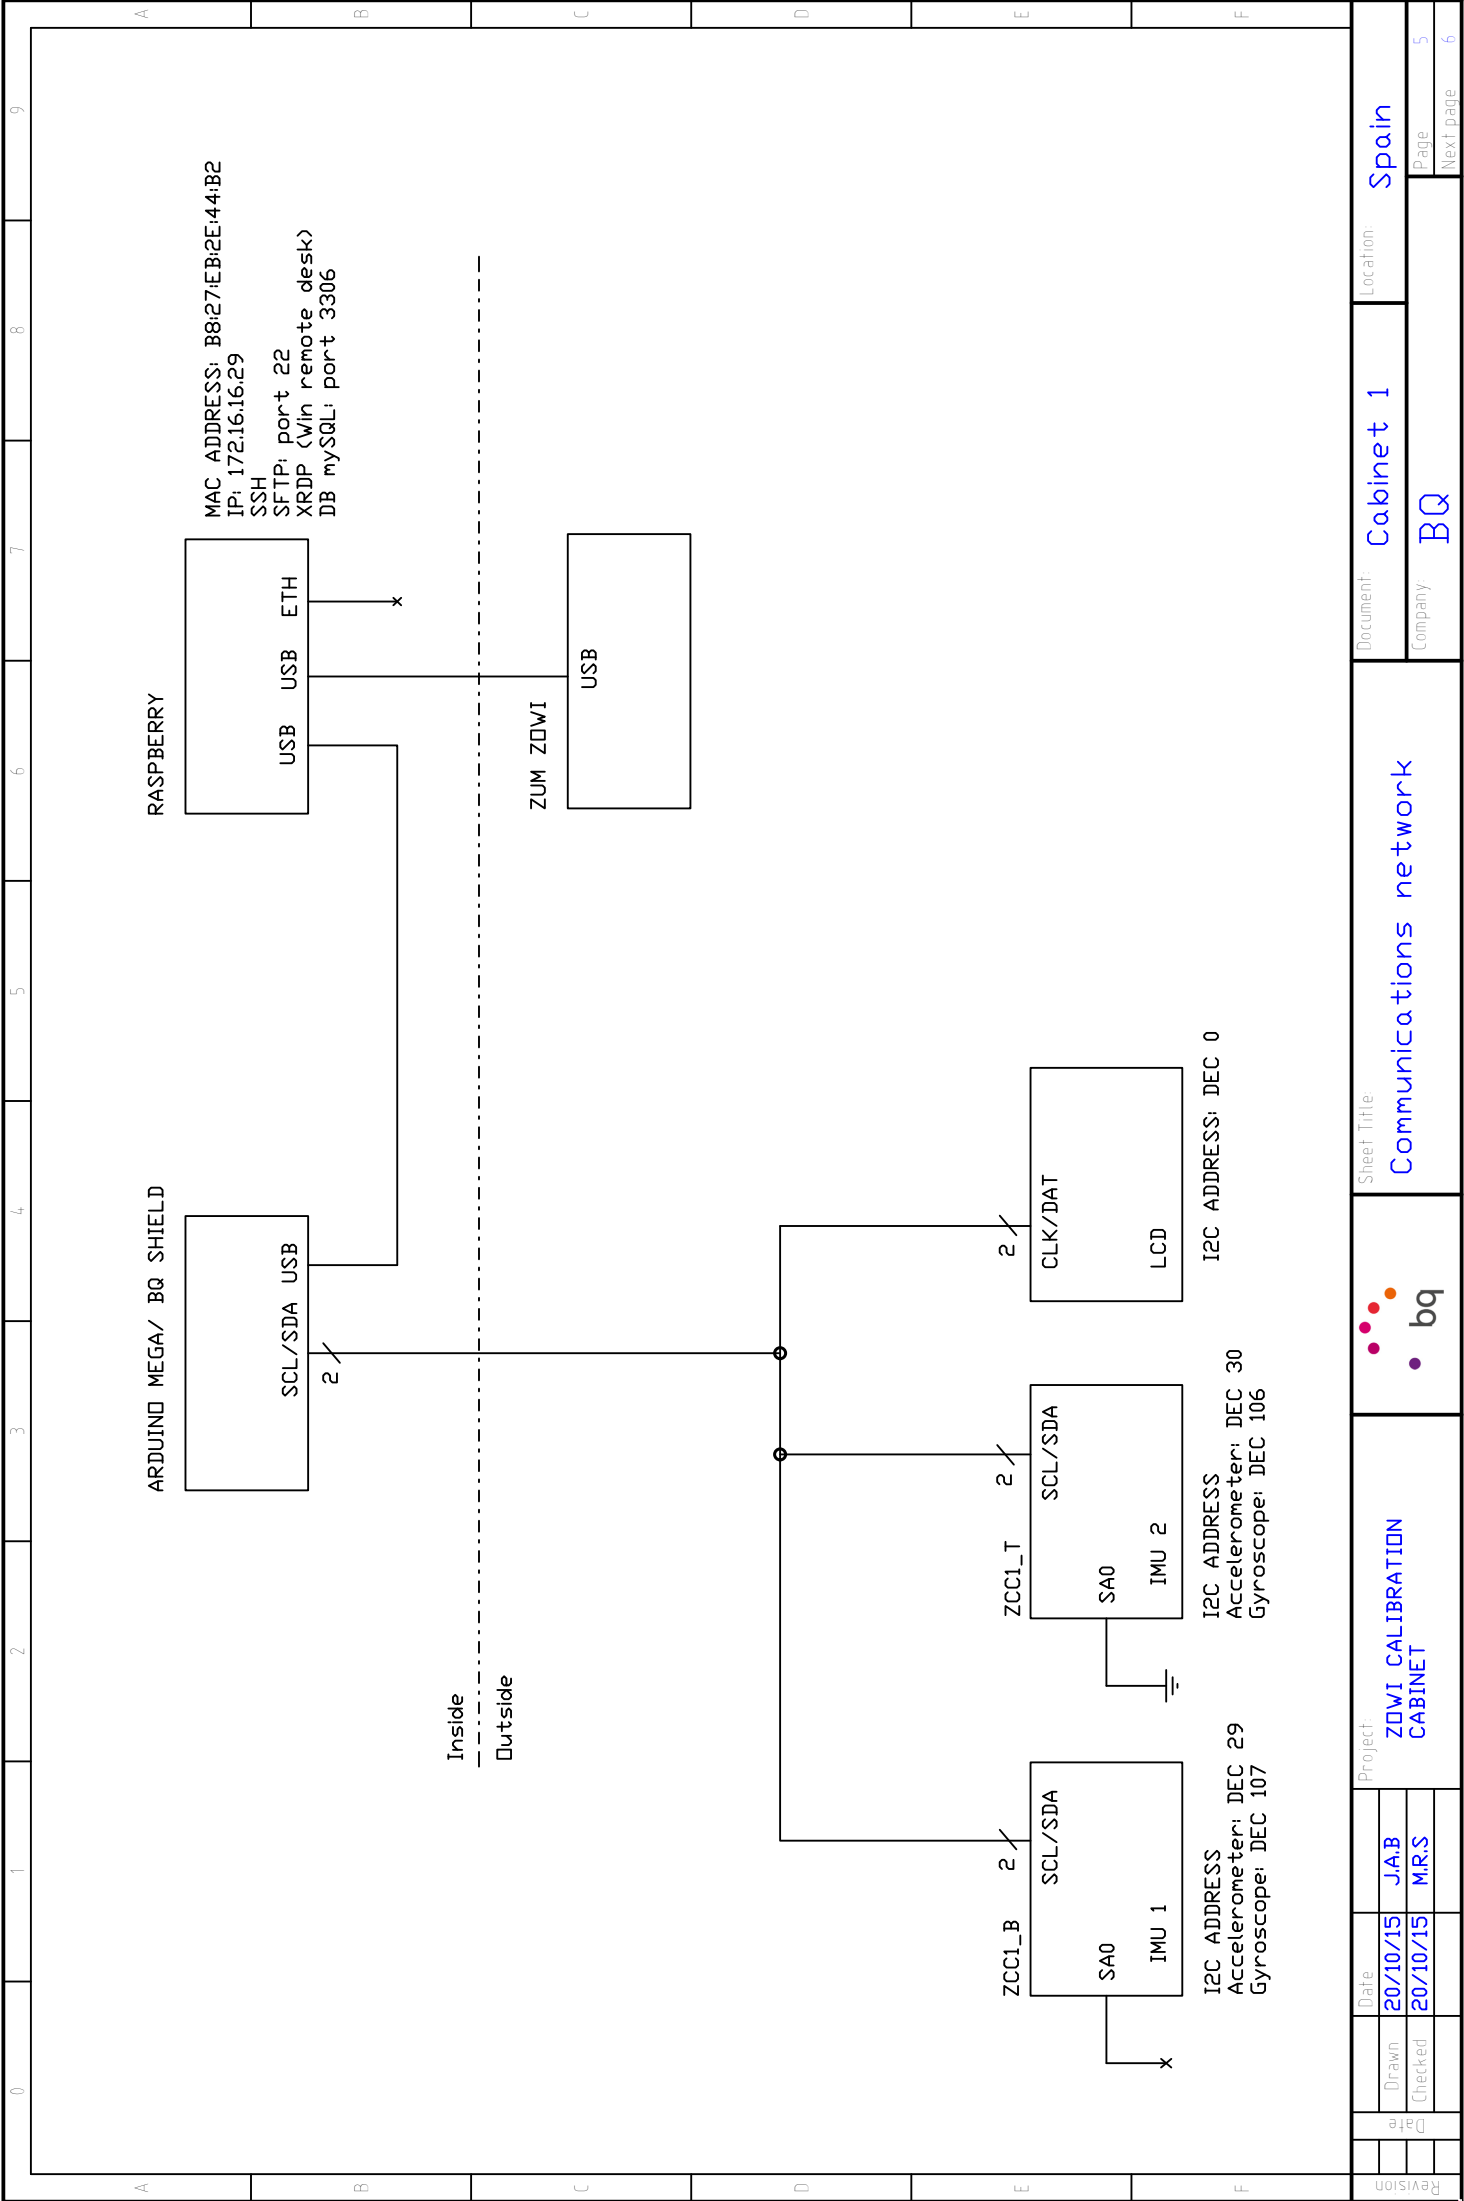 0 1 2 3 4 5 6 7 8 9
A
B
C
D
E
F
A
B
C
D
E
F
ARDUINO MEGA/ BQ SHIELD
SCL/SDA USB
2
RASPBERRY
USB USB ETH
MAC ADDRESS: B8:27:EB:2E:44:B2
IP: 172.16.16.29
SSH
SFTP: port 22
XRDP (Win remote desk)
DB mySQL: port 3306
Inside
Outside
ZUM ZOWI
USB
ZCC1_B
2
SCL/SDA
SA0
IMU 1
I2C ADDRESS
Accelerometer: DEC 29
Gyroscope: DEC 107
ZCC1_T
2
SCL/SDA
SA0
IMU 2
I2C ADDRESS
Accelerometer: DEC 30
Gyroscope: DEC 106
2
CLK/DAT
LCD
I2C ADDRESS: DEC 0
Revision
Date
Date
Drawn 20/10/15 J.A.B
Checked 20/10/15 M.R.S
Project:
ZOWI CALIBRATION
CABINET
bq
Sheet Title:
Communications network
Document:
Cabinet 1
Location:
Spain
Company:
BQ
Page 5
Next page 6